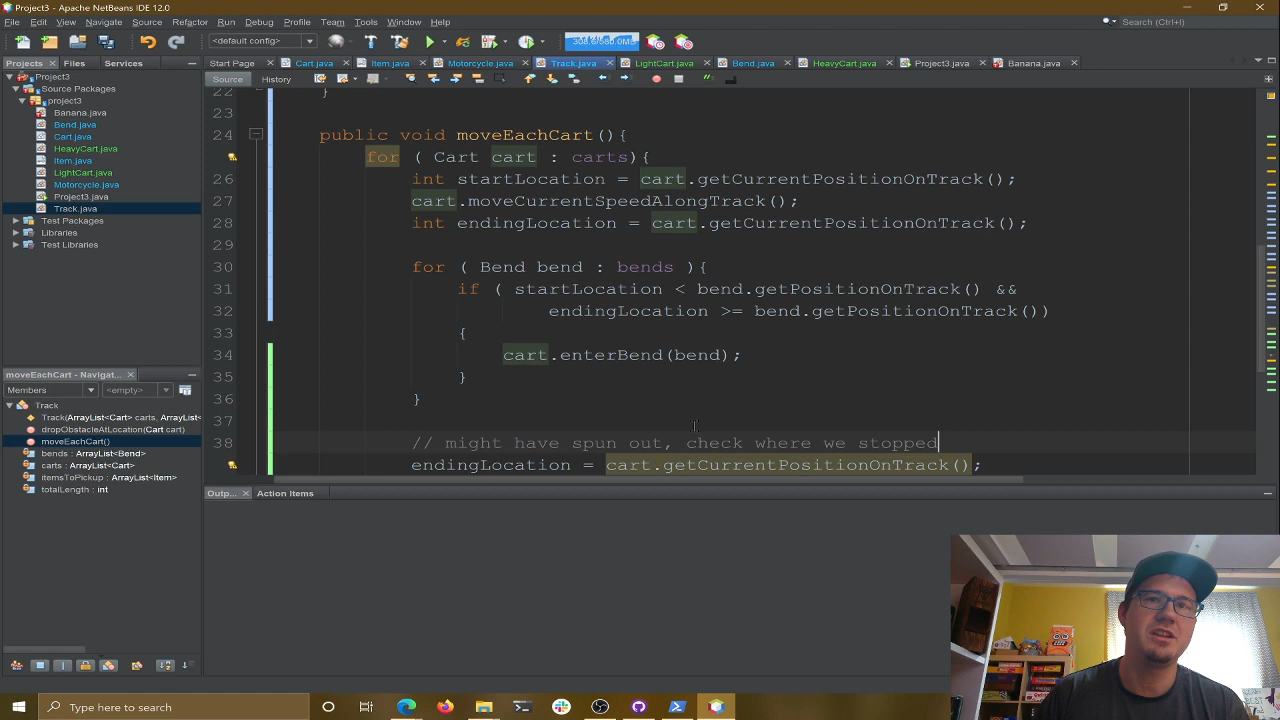 Project3 - Apache NetBeans IDE 12.0
File Edit View Navigate Source Refactor Run Debug Profile Team Tools Window Help
Search (Ctrl+I)
<default config>
308.6/580.0MB
Projects Files Services
Start Page Cart.java Item.java Motorcycle.java Track.java LightCart.java Bend.java HeavyCart.java Project3.java Banana.java
Source History
Project3
Source Packages
project3
Banana.java
Bend.java
Cart.java
HeavyCart.java
Item.java
LightCart.java
Motorcycle.java
Project3.java
Track.java
Test Packages
Libraries
Test Libraries
22 }
23
24 public void moveEachCart(){
for ( Cart cart : carts){
26 int startLocation = cart.getCurrentPositionOnTrack();
27 cart.moveCurrentSpeedAlongTrack();
28 int endingLocation = cart.getCurrentPositionOnTrack();
29
30 for ( Bend bend : bends ){
31 if ( startLocation < bend.getPositionOnTrack() &&
32 endingLocation >= bend.getPositionOnTrack())
33 {
34 cart.enterBend(bend);
35 }
36 }
37
38 // might have spun out, check where we stopped
endingLocation = cart.getCurrentPositionOnTrack();
moveEachCart() - Navigat...
Members <empty>
Track
Track(ArrayList<Cart> carts, ArrayList<
dropObstacleAtLocation(Cart cart)
moveEachCart()
bends : ArrayList<Bend>
carts : ArrayList<Cart>
itemsToPickup : ArrayList<Item>
totalLength : int
Outp... Action Items
Type here to search